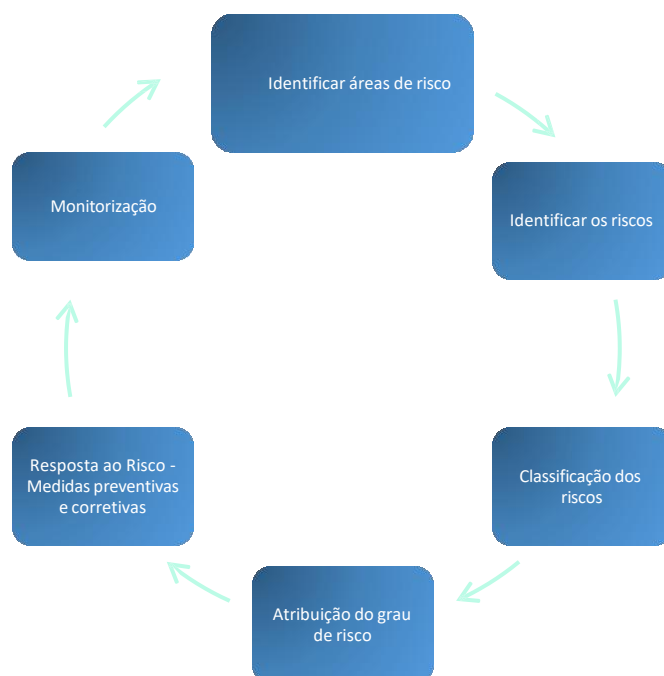 Identificar áreas de risco
Identificar os riscos
Classificação dos
riscos
Atribuição do grau
de risco
Resposta ao Risco -
Medidas preventivas
e corretivas
Monitorização